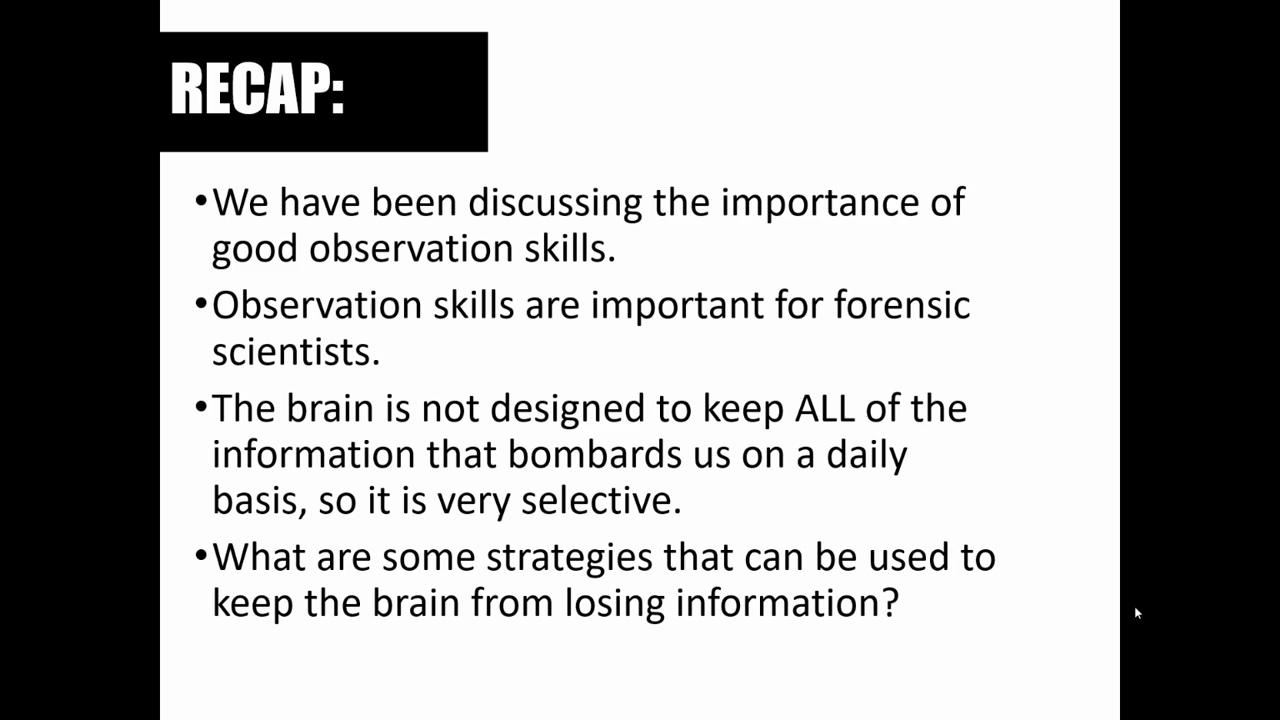 RECAP:
•We have been discussing the importance of
good observation skills.
•Observation skills are important for forensic
scientists.
•The brain is not designed to keep ALL of the
information that bombards us on a daily
basis, so it is very selective.
•What are some strategies that can be used to
keep the brain from losing information?